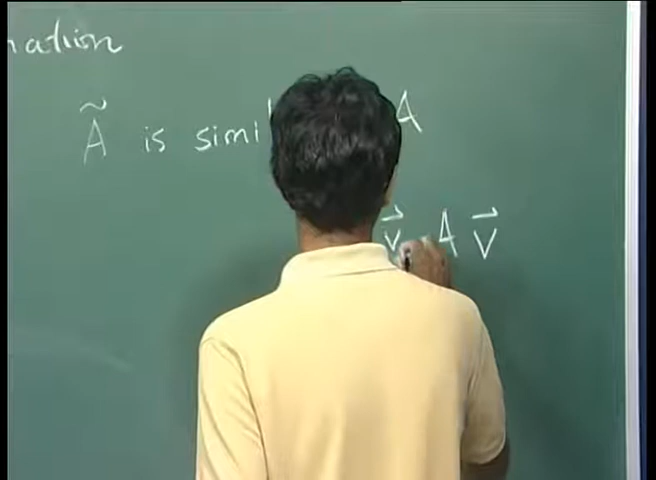 ation
Ã is simil A
v⃗ A v⃗